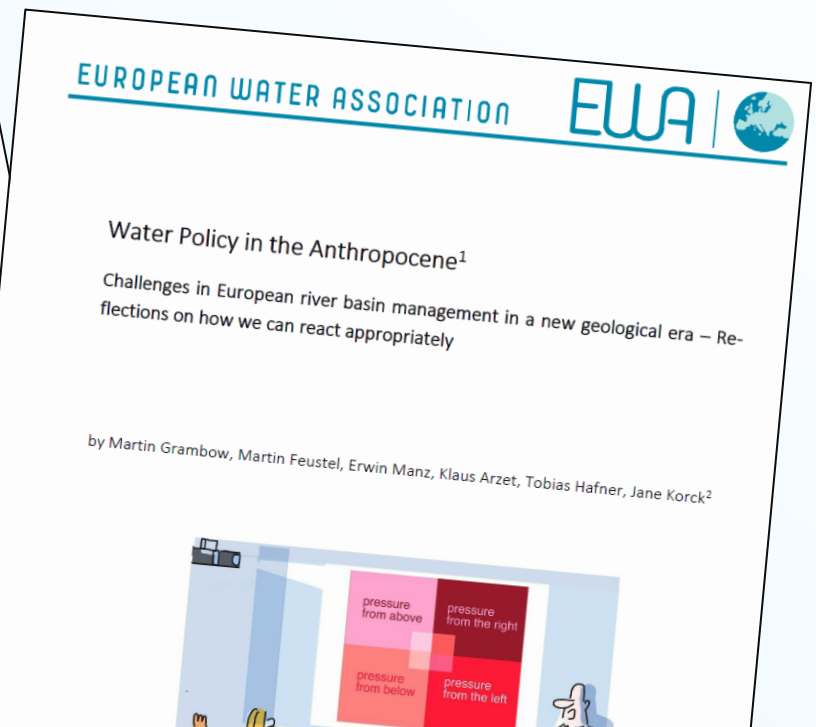 EUROPEAN WATER ASSOCIATION
EWA
Water Policy in the Anthropocene¹
Challenges in European river basin management in a new geological era – Re-
flections on how we can react appropriately
by Martin Grambow, Martin Feustel, Erwin Manz, Klaus Arzet, Tobias Hafner, Jane Korck²
pressure
from above
pressure
from the right
pressure
from below
pressure
from the left